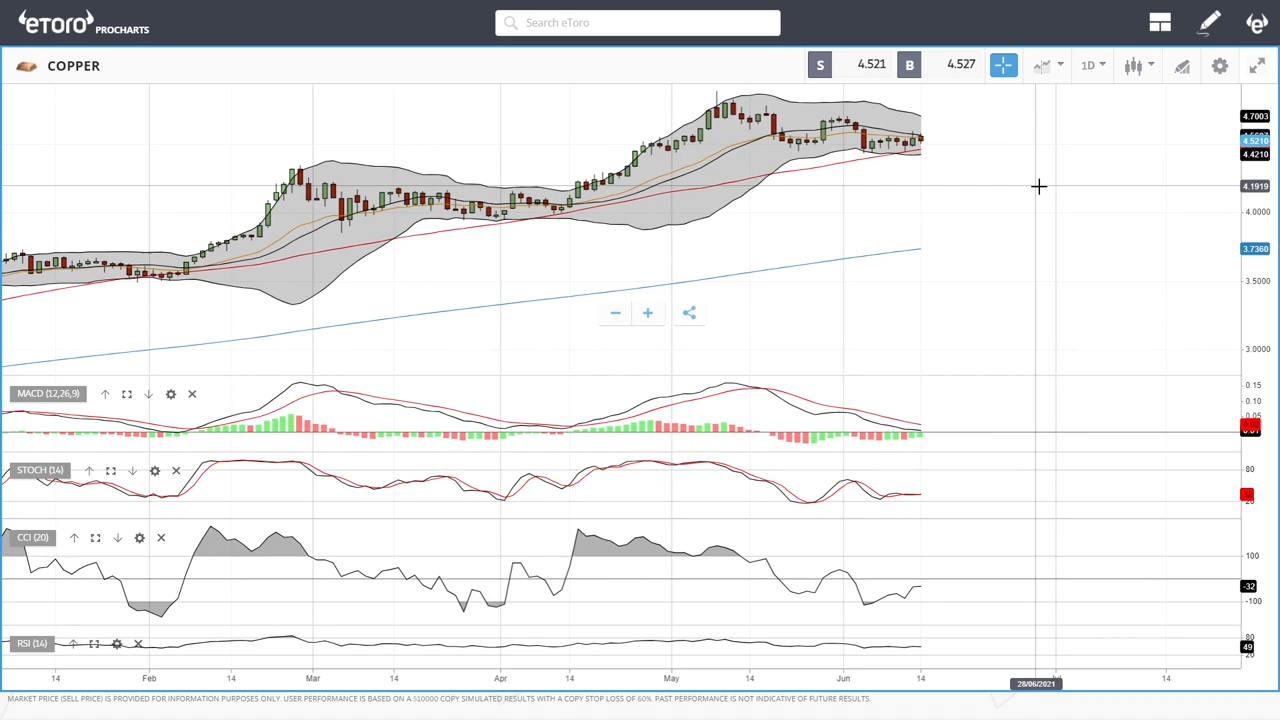 eToro PROCHARTS
Search eToro
COPPER
S 4.521 B 4.527
1D
4.7003
4.5210
4.4210
4.1919
4.0000
3.7360
3.5000
3.0000
MACD (12,26,9)
0.15
0.10
0.05
STOCH (14)
80
20
CCI (20)
100
-32
-100
RSI (14)
80
49
20
14 Feb 14 Mar 14 Apr 14 May 14 Jun 14 14
28/06/2021
MARKET PRICE (SELL PRICE) IS PROVIDED FOR INFORMATION PURPOSES ONLY. USER PERFORMANCE IS BASED ON A $10000 COPY SIMULATED RESULTS WITH A COPY STOP LOSS OF 60%. PAST PERFORMANCE IS NOT INDICATIVE OF FUTURE RESULTS.